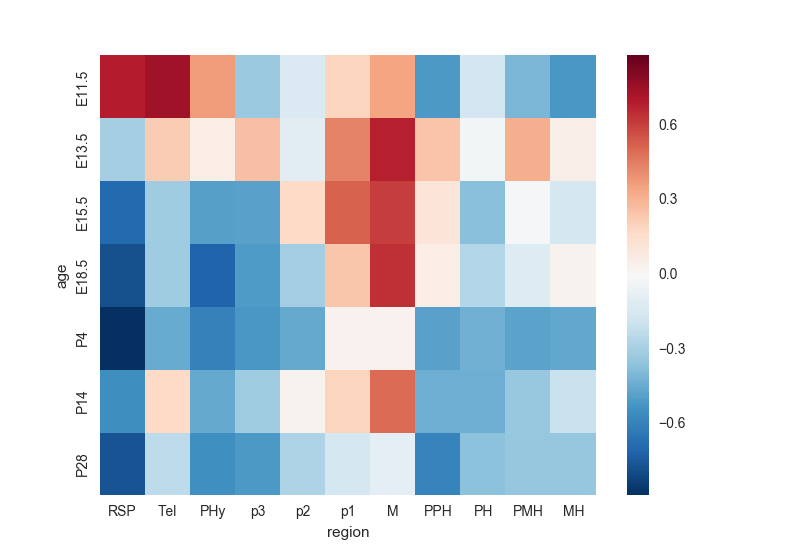 E11.5
E13.5
E15.5
E18.5
P4
P14
P28
age
RSP Tel PHy p3 p2 p1 M PPH PH PMH MH
region
0.6
0.3
0.0
−0.3
−0.6